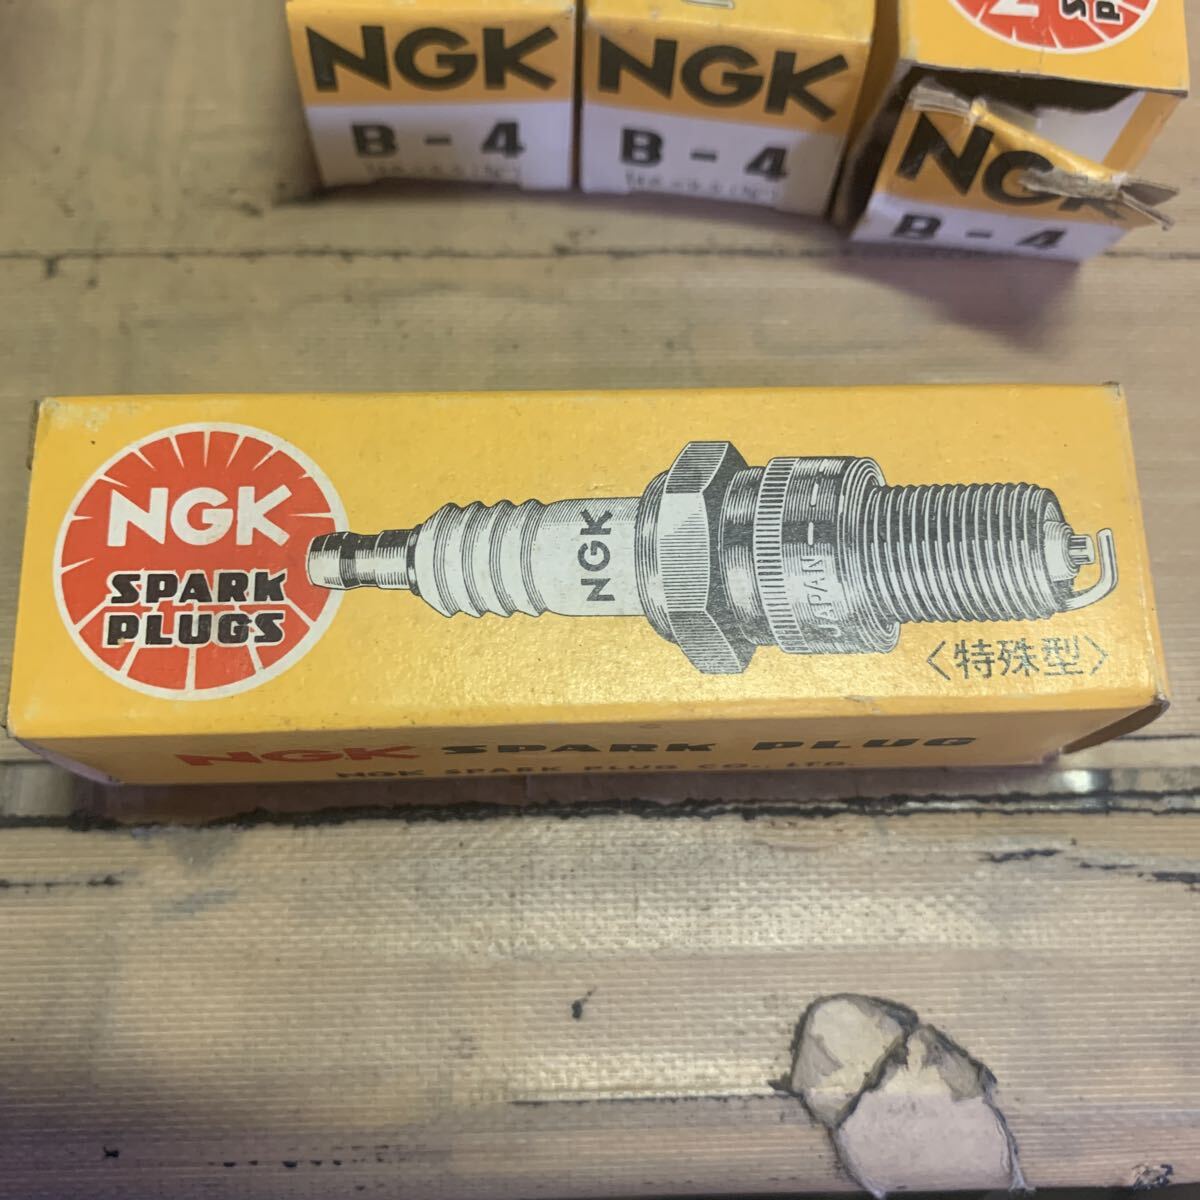 NGK
B-4
NGK
B-4
NGK
B-4
NGK
SPARK
PLUGS
NGK
JAPAN
〈特殊型〉
NGK SPARK PLUG
NGK SPARK PLUG CO., LTD.